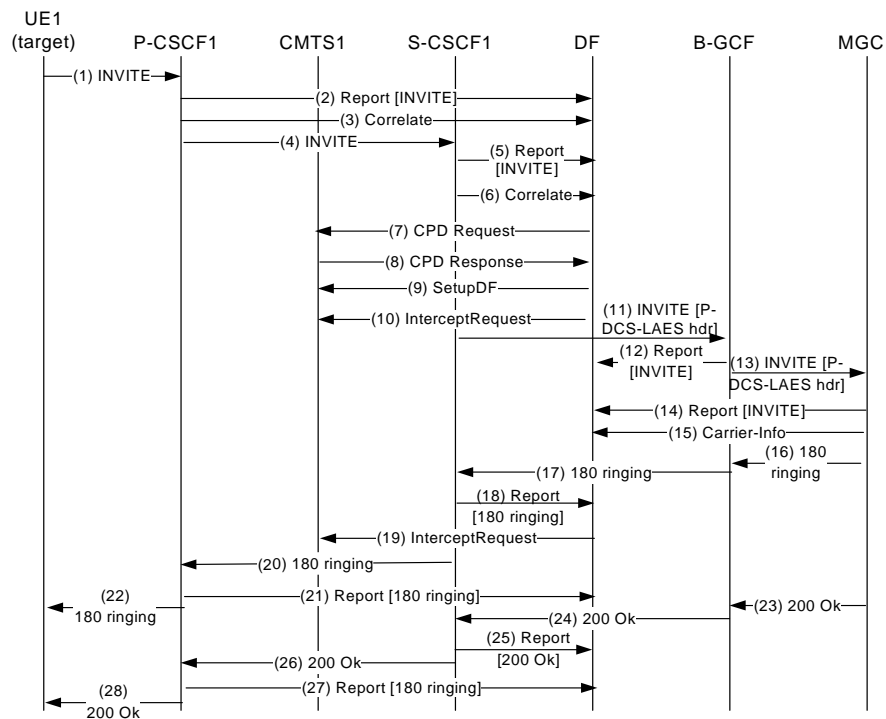 UE1
(target)
P-CSCF1
CMTS1
S-CSCF1
DF
B-GCF
MGC
(1) INVITE
(2) Report [INVITE]
(3) Correlate
(4) INVITE
(5) Report
[INVITE]
(6) Correlate
(7) CPD Request
(8) CPD Response
(9) SetupDF
(10) InterceptRequest
(11) INVITE [P-
DCS-LAES hdr]
(12) Report
[INVITE]
(13) INVITE [P-
DCS-LAES hdr]
(14) Report [INVITE]
(15) Carrier-Info
(16) 180
ringing
(17) 180 ringing
(18) Report
[180 ringing]
(19) InterceptRequest
(20) 180 ringing
(21) Report [180 ringing]
(22)
180 ringing
(23) 200 Ok
(24) 200 Ok
(25) Report
[200 Ok]
(26) 200 Ok
(27) Report [180 ringing]
(28)
200 Ok